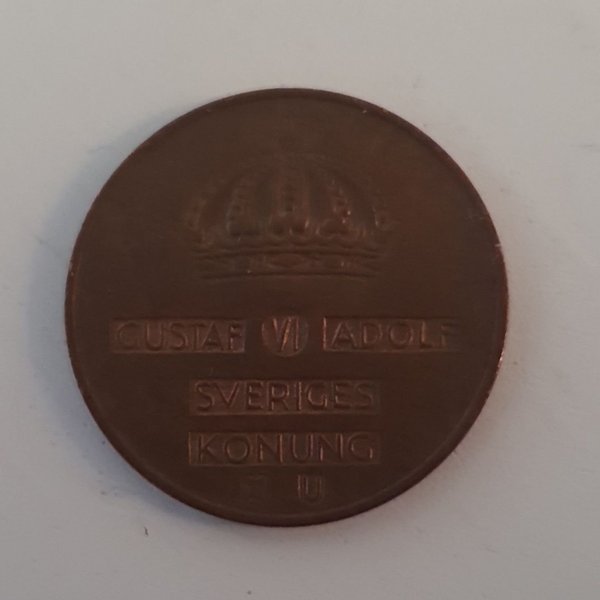 GUSTAF VI ADOLF
SVERIGES
KONUNG
U